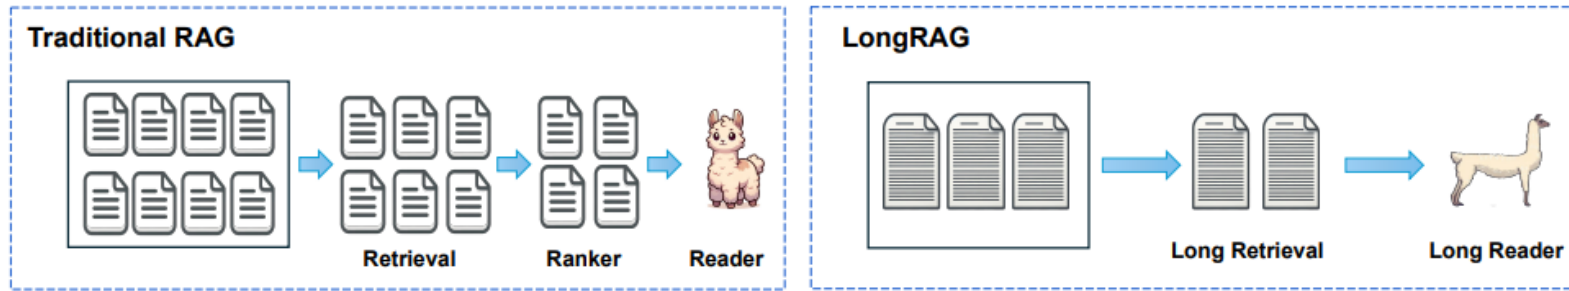 Traditional RAG
Retrieval
Ranker
Reader
LongRAG
Long Retrieval
Long Reader